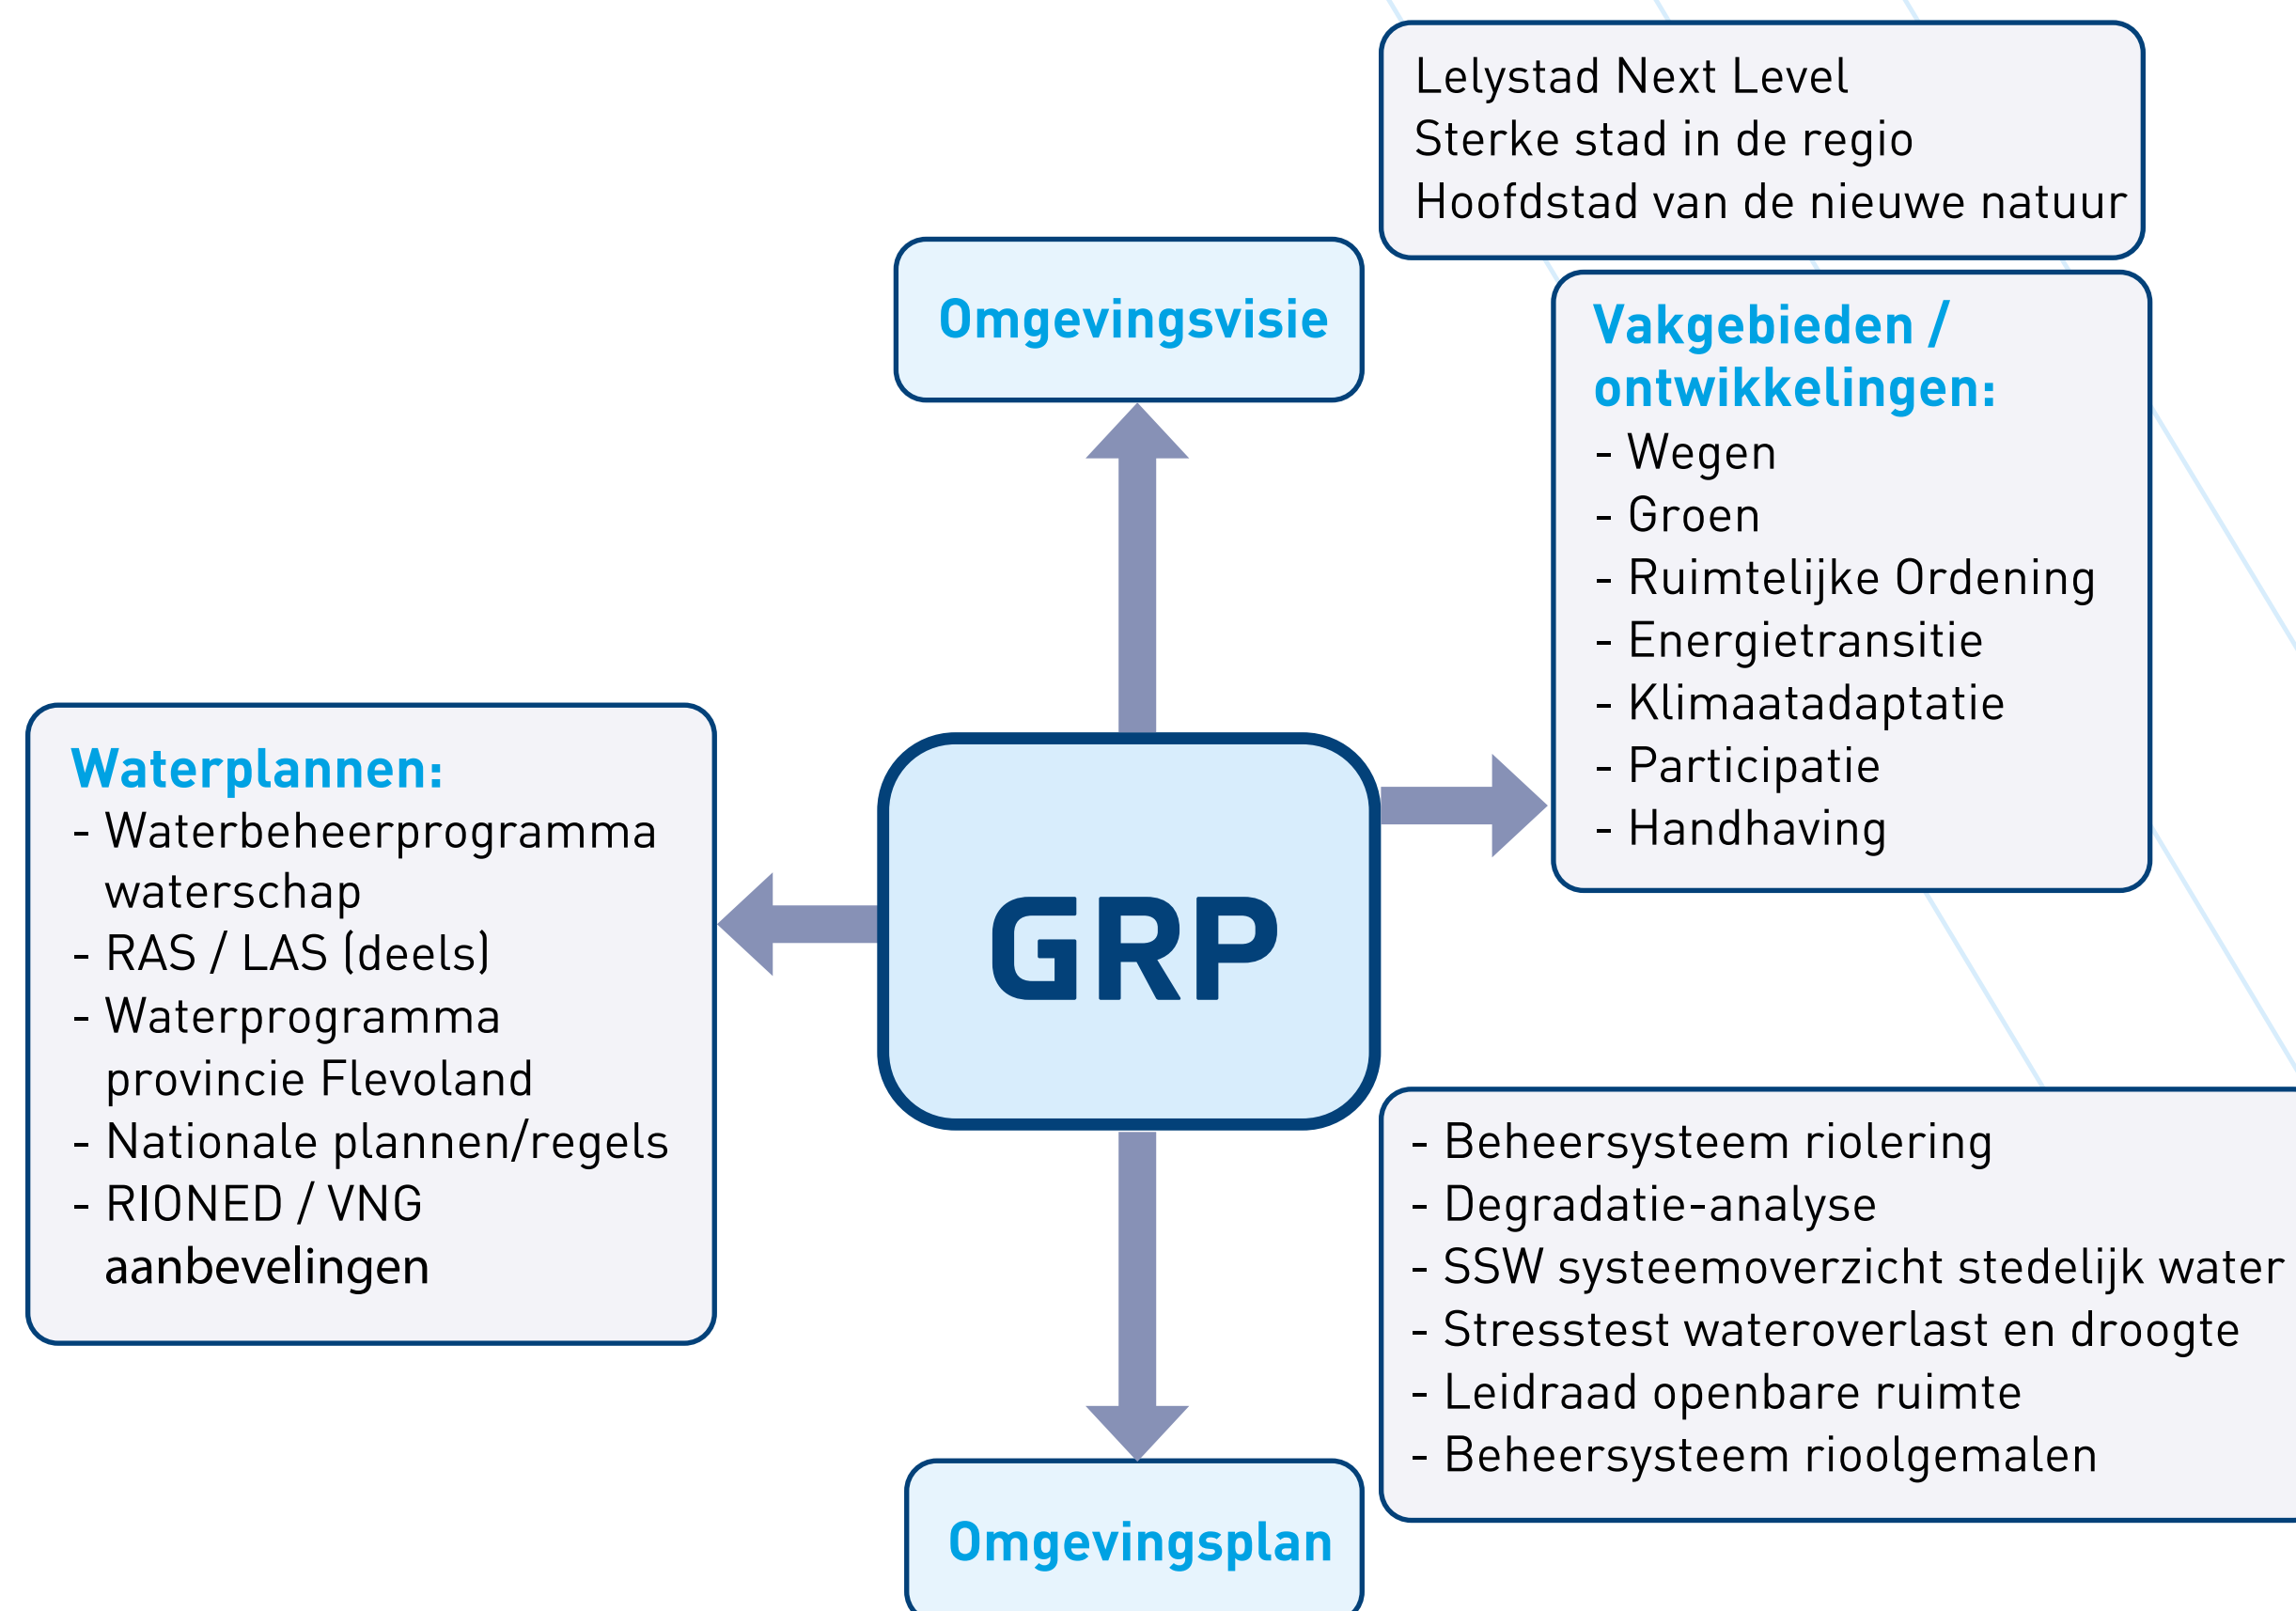 Lelystad Next Level
Sterke stad in de regio
Hoofdstad van de nieuwe natuur
Omgevingsvisie
Vakgebieden /
ontwikkelingen:
- Wegen
- Groen
- Ruimtelijke Ordening
- Energietransitie
- Klimaatadaptatie
- Participatie
- Handhaving
Waterplannen:
- Waterbeheerprogramma
waterschap
- RAS / LAS (deels)
- Waterprogramma
provincie Flevoland
- Nationale plannen/regels
- RIONED / VNG
aanbevelingen
GRP
- Beheersysteem riolering
- Degradatie-analyse
- SSW systeemoverzicht stedelijk water
- Stresstest wateroverlast en droogte
- Leidraad openbare ruimte
- Beheersysteem rioolgemalen
Omgevingsplan